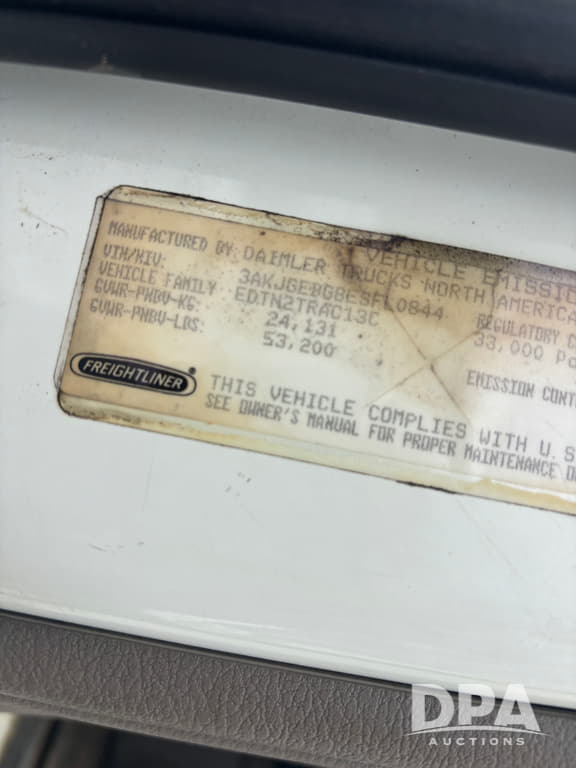 VEHICLE EMISSIO
MANUFACTURED BY DAIMLER TRUCKS NORTH AMERICA
VIN/NIV: 3AKJGEBG8ESFL0844
VEHICLE FAMILY EDTN2TRAC13C REGULATORY C
GVWR-PNBV-KG: 24,131 33,000 Po
GVWR-PNBV-LBS: 53,200
EMISSION CONT
FREIGHTLINER
THIS VEHICLE COMPLIES WITH U.S
SEE OWNER'S MANUAL FOR PROPER MAINTENANCE O
DPA
AUCTIONS